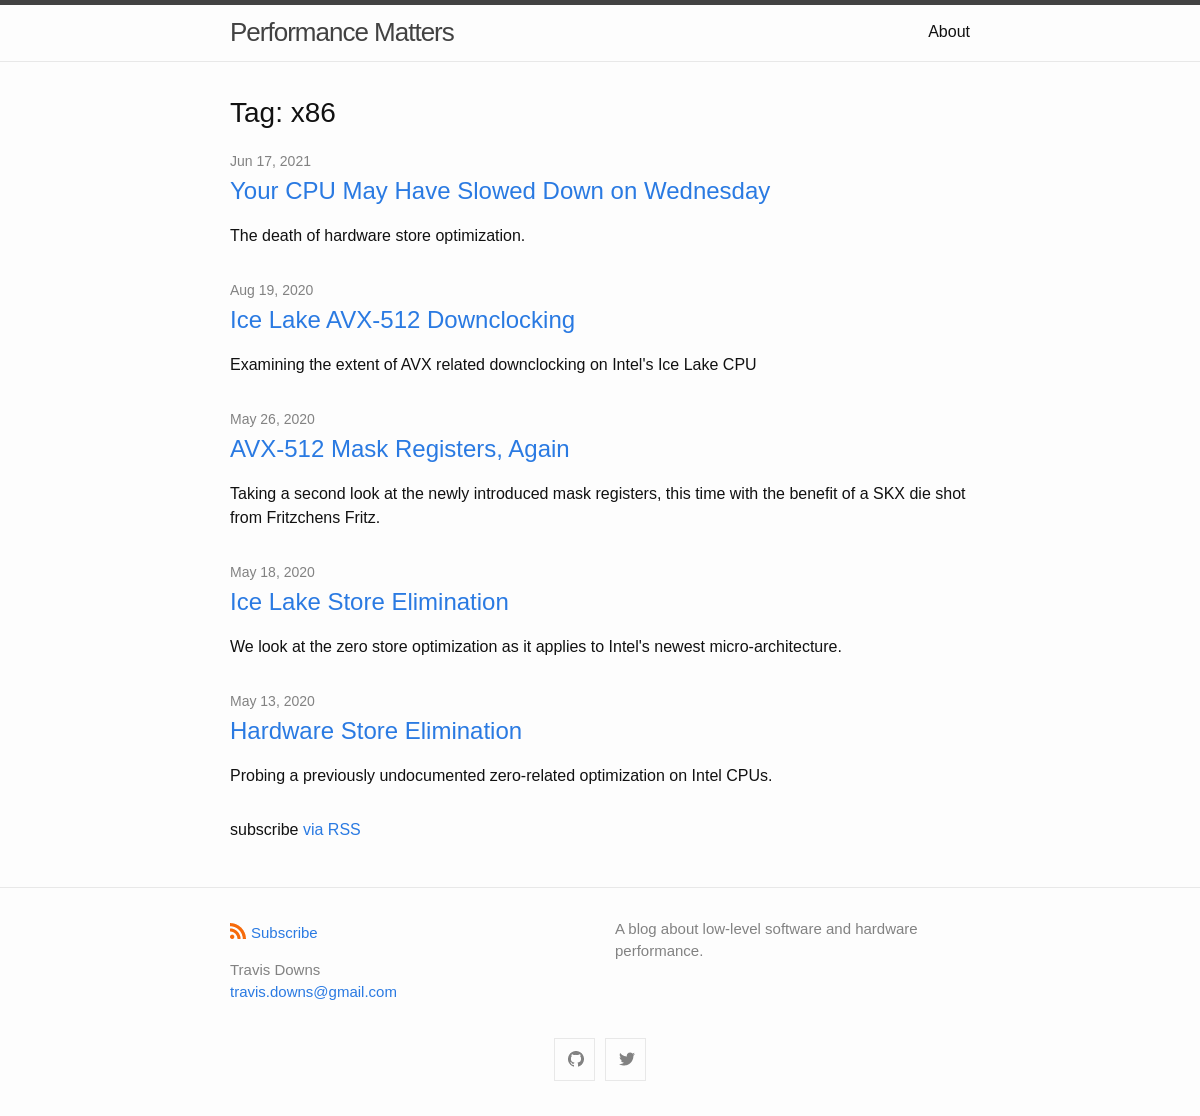 Performance Matters
About
Tag: x86
Jun 17, 2021
Your CPU May Have Slowed Down on Wednesday
The death of hardware store optimization.
Aug 19, 2020
Ice Lake AVX-512 Downclocking
Examining the extent of AVX related downclocking on Intel's Ice Lake CPU
May 26, 2020
AVX-512 Mask Registers, Again
Taking a second look at the newly introduced mask registers, this time with the benefit of a SKX die shot
from Fritzchens Fritz.
May 18, 2020
Ice Lake Store Elimination
We look at the zero store optimization as it applies to Intel's newest micro-architecture.
May 13, 2020
Hardware Store Elimination
Probing a previously undocumented zero-related optimization on Intel CPUs.
subscribe via RSS
Subscribe
Travis Downs
travis.downs@gmail.com
A blog about low-level software and hardware
performance.